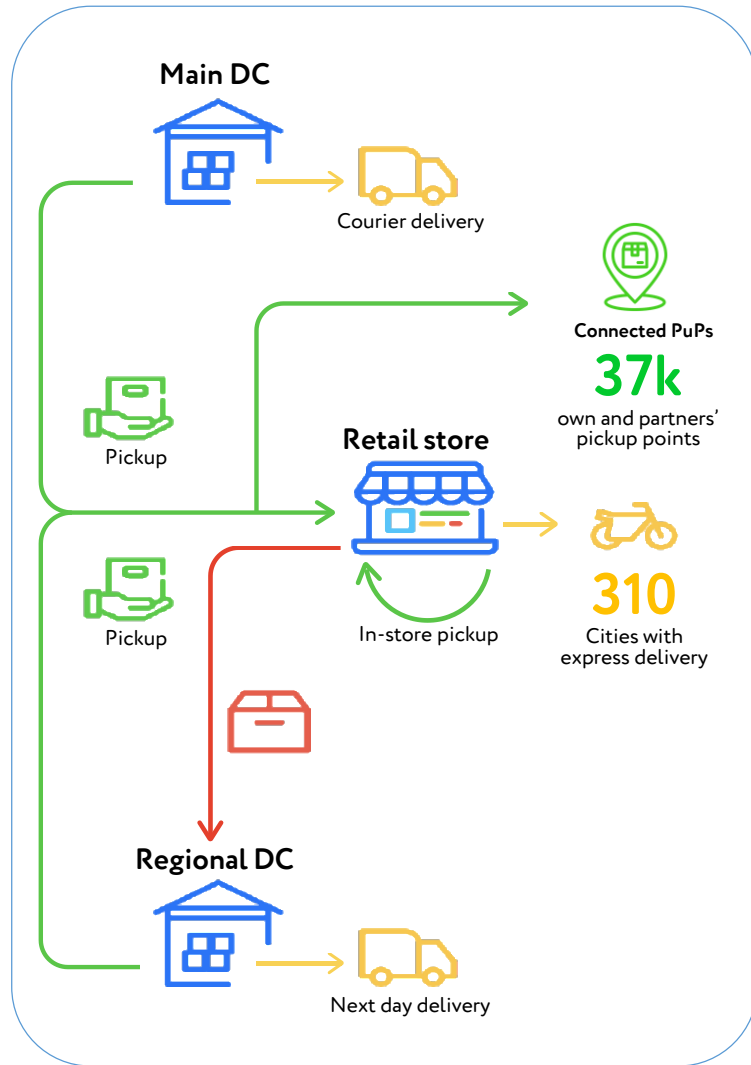 Main DC
Courier delivery
Connected PuPs
37k
own and partners'
pickup points
Pickup
Retail store
In-store pickup
310
Cities with
express delivery
Pickup
Regional DC
Next day delivery